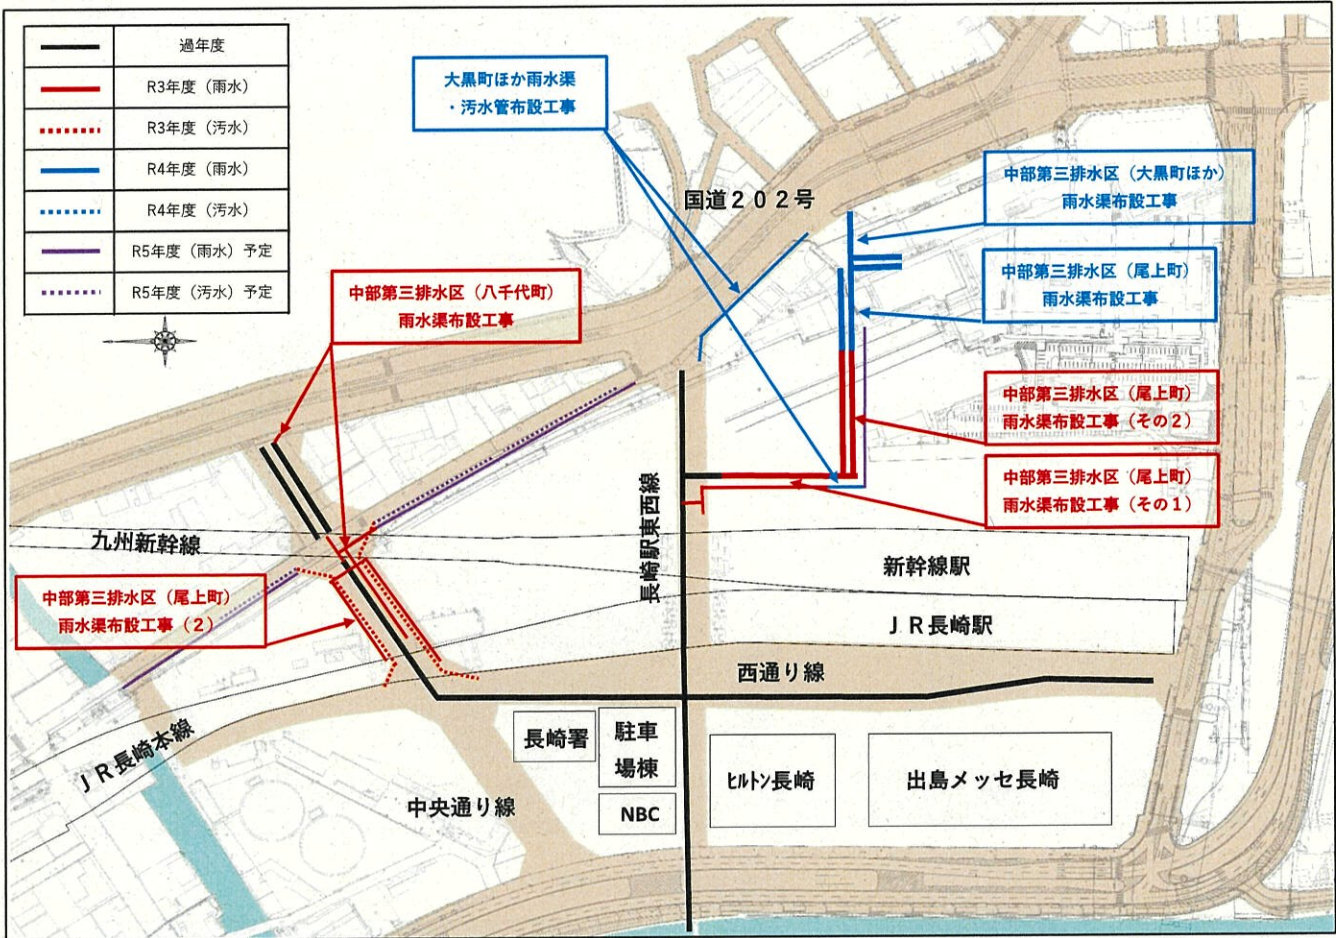 過年度
R3年度（雨水）
R3年度（汚水）
R4年度（雨水）
R4年度（汚水）
R5年度（雨水）予定
R5年度（汚水）予定
大黒町ほか雨水渠
・汚水管布設工事
国道２０２号
中部第三排水区（大黒町ほか）
雨水渠布設工事
中部第三排水区（尾上町）
雨水渠布設工事
中部第三排水区（八千代町）
雨水渠布設工事
中部第三排水区（尾上町）
雨水渠布設工事（その２）
中部第三排水区（尾上町）
雨水渠布設工事（その１）
長崎駅東西線
九州新幹線
新幹線駅
中部第三排水区（尾上町）
雨水渠布設工事（２）
ＪＲ長崎駅
西通り線
ＪＲ長崎本線
長崎署
駐車
場棟
NBC
ﾋﾙﾄﾝ長崎
出島メッセ長崎
中央通り線